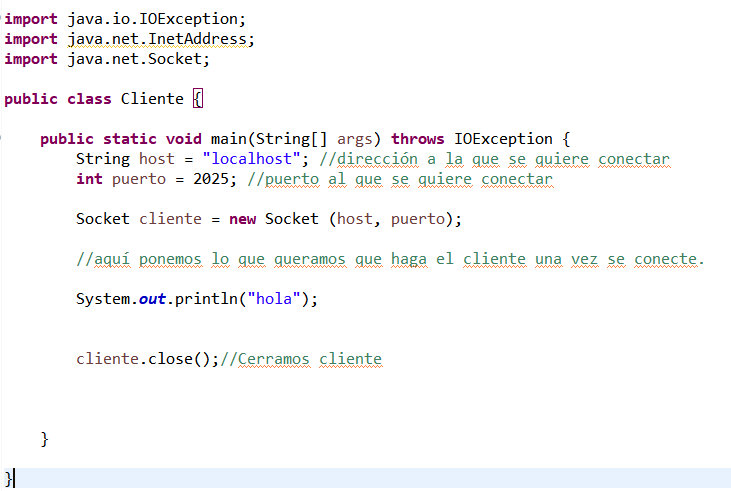 import java.io.IOException;
import java.net.InetAddress;
import java.net.Socket;
public class Cliente {
public static void main(String[] args) throws IOException {
String host = "localhost"; //dirección a la que se quiere conectar
int puerto = 2025; //puerto al que se quiere conectar
Socket cliente = new Socket (host, puerto);
//aquí ponemos lo que queramos que haga el cliente una vez se conecte.
System.out.println("hola");
cliente.close();//Cerramos cliente
}
}